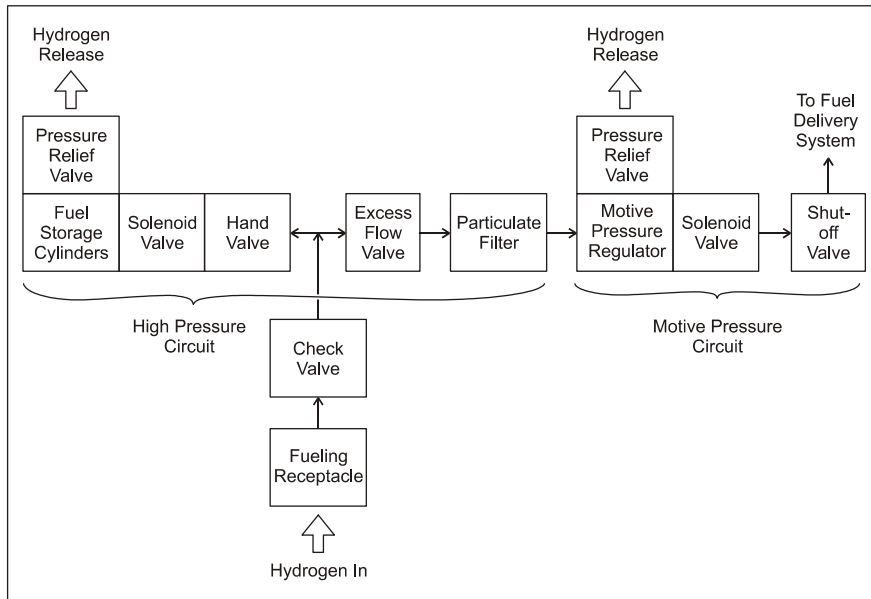 Hydrogen
Release
Hydrogen
Release
To Fuel
Delivery
System
Pressure
Relief
Valve
Pressure
Relief
Valve
Fuel
Storage
Cylinders
Solenoid
Valve
Hand
Valve
Excess
Flow
Valve
Particulate
Filter
Motive
Pressure
Regulator
Solenoid
Valve
Shut-
off
Valve
High Pressure
Circuit
Motive Pressure
Circuit
Check
Valve
Fueling
Receptacle
Hydrogen In